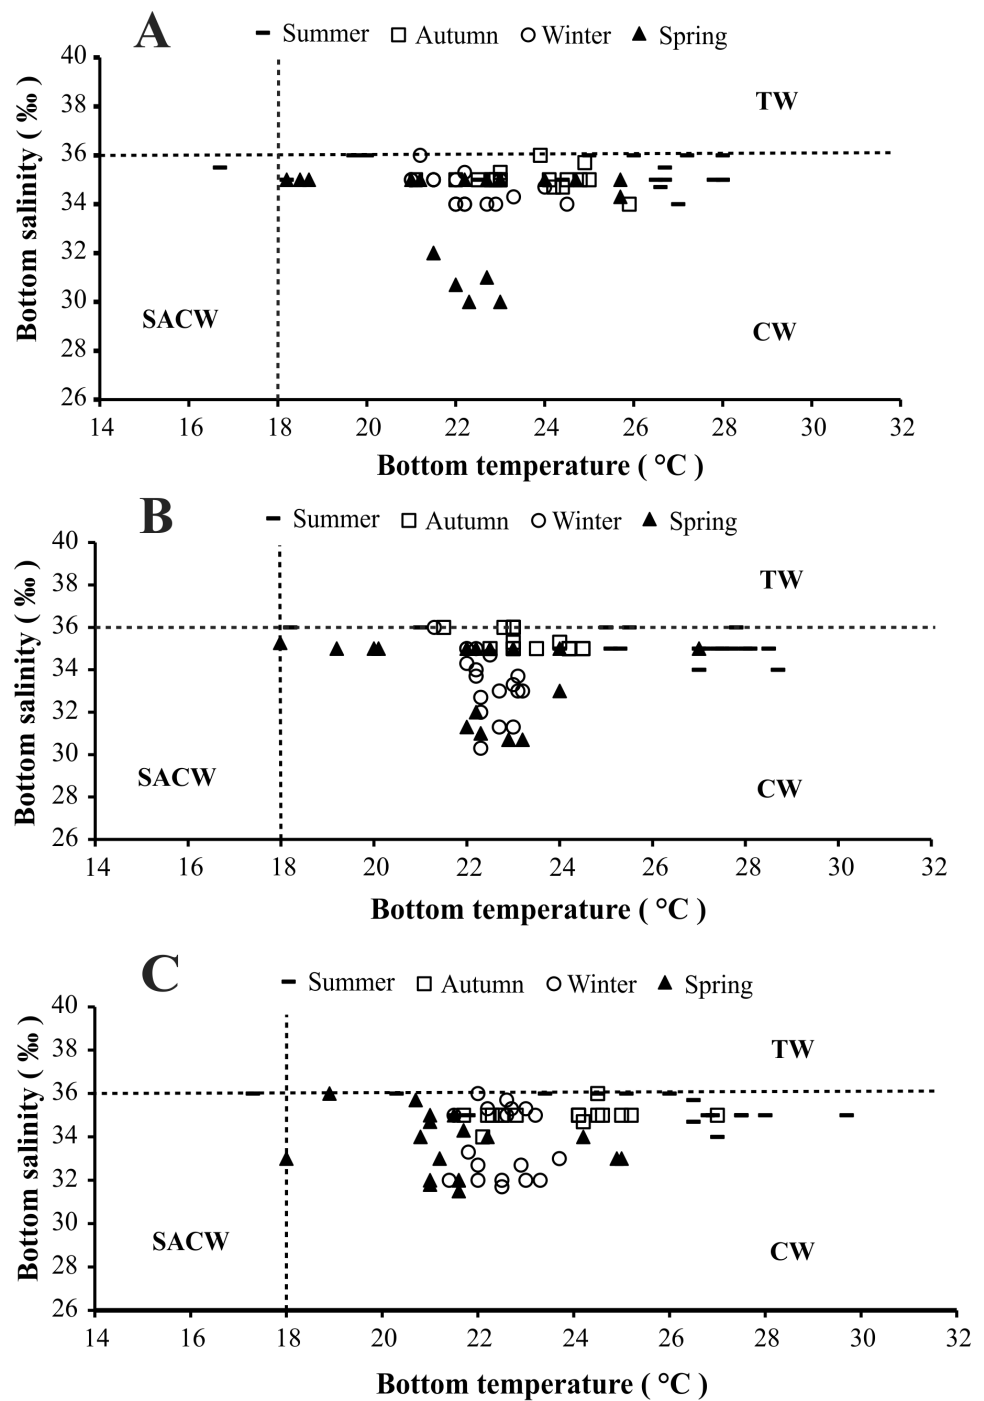 A
Summer Autumn Winter Spring
40
38
36
34
32
30
28
26
TW
SACW
CW
Bottom salinity ( ‰ )
14 16 18 20 22 24 26 28 30 32
Bottom temperature ( °C )
B
Summer Autumn Winter Spring
40
38
36
34
32
30
28
26
TW
SACW
CW
Bottom salinity ( ‰ )
14 16 18 20 22 24 26 28 30 32
Bottom temperature ( °C )
C
Summer Autumn Winter Spring
40
38
36
34
32
30
28
26
TW
SACW
CW
Bottom salinity ( ‰ )
14 16 18 20 22 24 26 28 30 32
Bottom temperature ( °C )